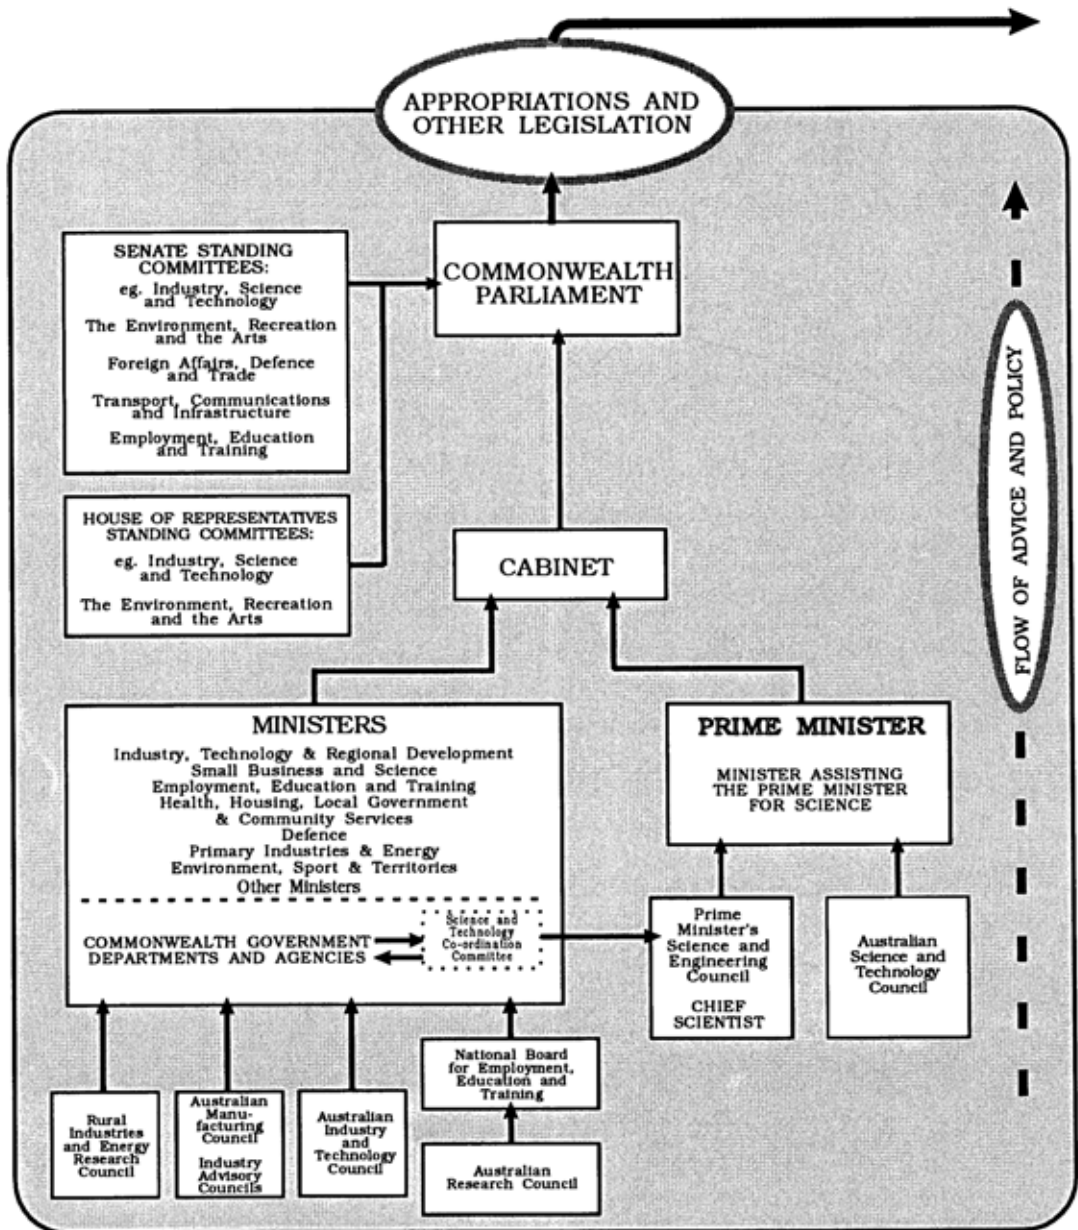 APPROPRIATIONS AND
OTHER LEGISLATION
SENATE STANDING
COMMITTEES:
eg. Industry, Science
and Technology
The Environment, Recreation
and the Arts
Foreign Affairs, Defence
and Trade
Transport, Communications
and Infrastructure
Employment, Education
and Training
COMMONWEALTH
PARLIAMENT
HOUSE OF REPRESENTATIVES
STANDING COMMITTEES:
eg. Industry, Science
and Technology
The Environment, Recreation
and the Arts
CABINET
FLOW OF ADVICE AND POLICY
MINISTERS
Industry, Technology & Regional Development
Small Business and Science
Employment, Education and Training
Health, Housing, Local Government
& Community Services
Defence
Primary Industries & Energy
Environment, Sport & Territories
Other Ministers
COMMONWEALTH GOVERNMENT
DEPARTMENTS AND AGENCIES
Science and
Technology
Co-ordination
Committee
PRIME MINISTER
MINISTER ASSISTING
THE PRIME MINISTER
FOR SCIENCE
Prime
Minister's
Science and
Engineering
Council
CHIEF
SCIENTIST
Australian
Science and
Technology
Council
Rural
Industries
and Energy
Research
Council
Australian
Manu-
facturing
Council
Industry
Advisory
Councils
Australian
Industry
and
Technology
Council
National Board
for Employment,
Education and
Training
Australian
Research Council